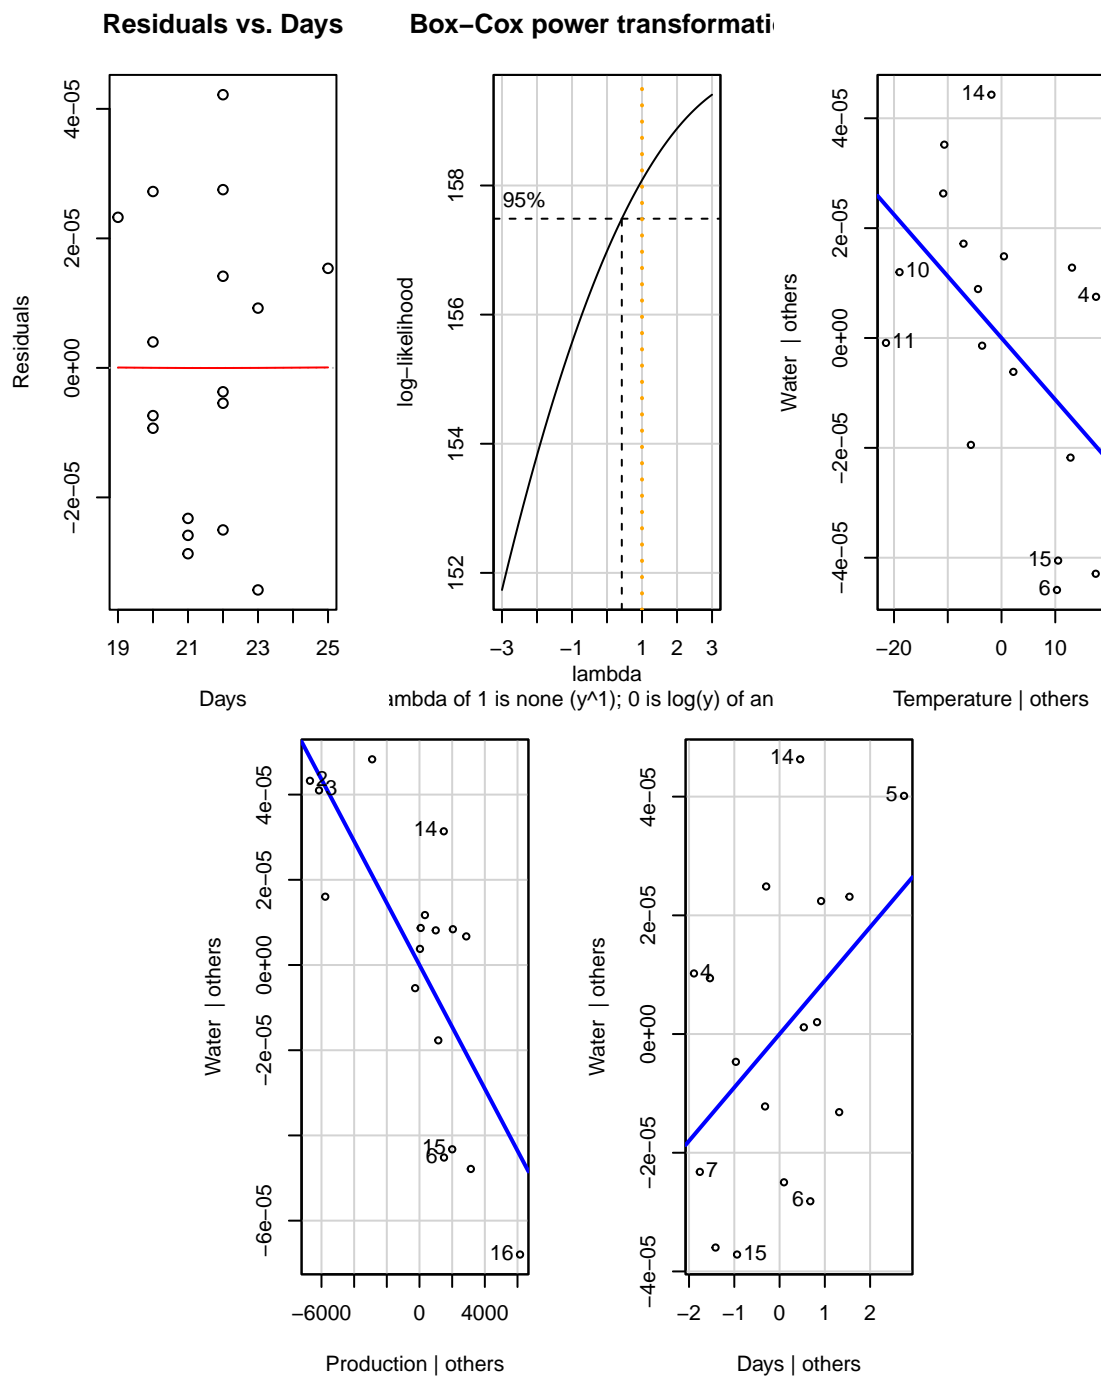 Residuals vs. Days
Box−Cox power transformati
Residuals
−2e−05
0e+00
2e−05
4e−05
19
21
23
25
Days
log−likelihood
152
154
156
158
95%
−3
−1
1
2
3
lambda
ambda of 1 is none (y^1); 0 is log(y) of an
Water | others
−4e−05
−2e−05
0e+00
2e−05
4e−05
14
10
4
11
15
6
−20
0
10
Temperature | others
Water | others
−6e−05
−2e−05
0e+00
2e−05
4e−05
3
14
15
6
16
−6000
0
4000
Production | others
Water | others
−4e−05
−2e−05
0e+00
2e−05
4e−05
14
5
4
7
6
15
−2
−1
0
1
2
Days | others